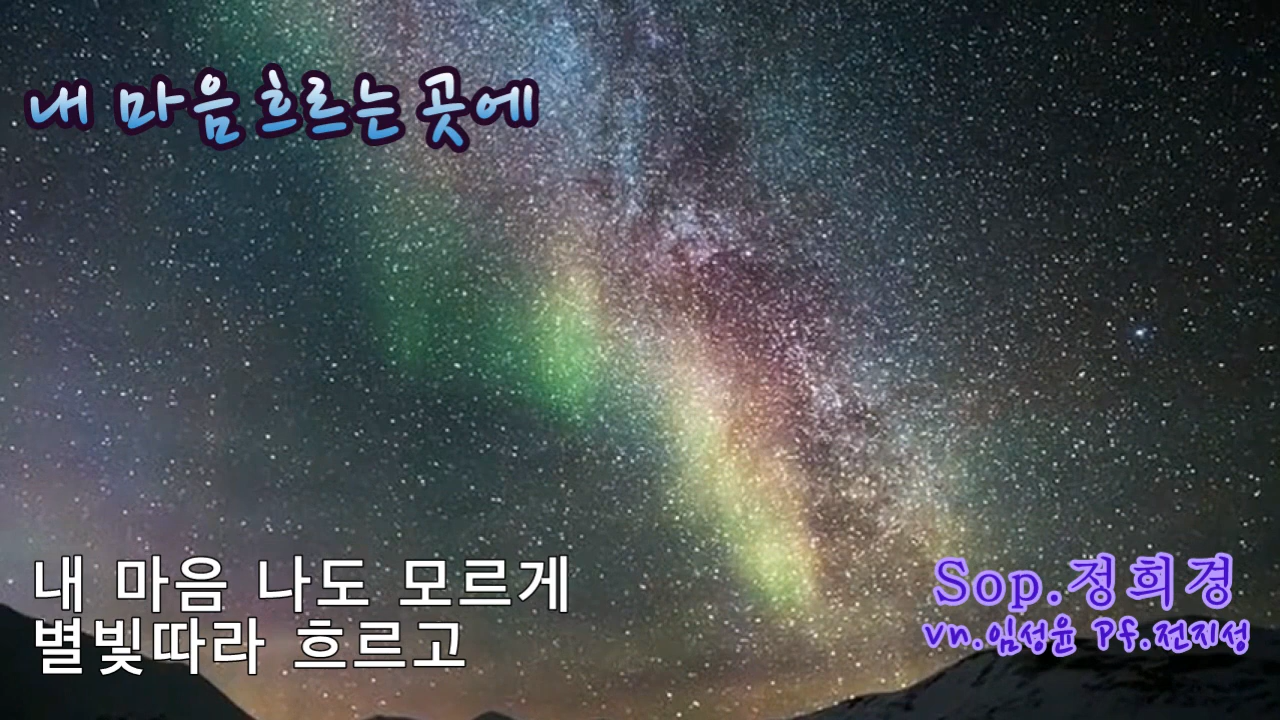 내 마음 흐르는 곳에
내 마음 나도 모르게
별빛따라 흐르고
Sop.정희경
vn.임성윤 Pf.전지성